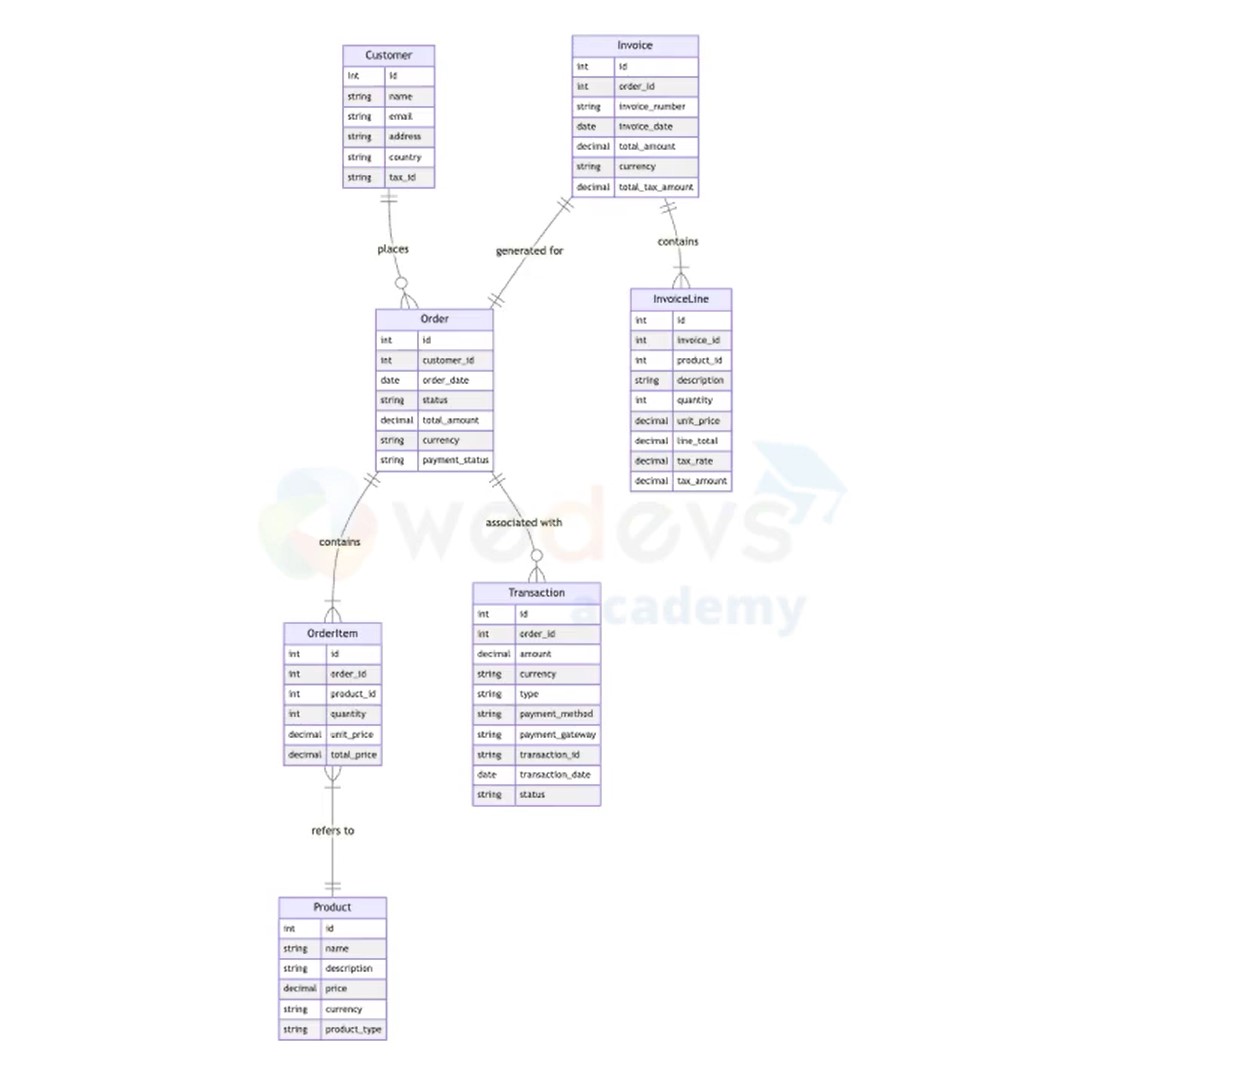 Customer
int id
string name
string email
string address
string country
string tax_id
Invoice
int id
int order_id
string invoice_number
date invoice_date
decimal total_amount
string currency
decimal total_tax_amount
places
generated for
contains
Order
int id
int customer_id
date order_date
string status
decimal total_amount
string currency
string payment_status
InvoiceLine
int id
int invoice_id
int product_id
string description
int quantity
decimal unit_price
decimal line_total
decimal tax_rate
decimal tax_amount
contains
associated with
wedevs
academy
OrderItem
int id
int order_id
int product_id
int quantity
decimal unit_price
decimal total_price
Transaction
int id
int order_id
decimal amount
string currency
string type
string payment_method
string payment_gateway
string transaction_id
date transaction_date
string status
refers to
Product
int id
string name
string description
decimal price
string currency
string product_type